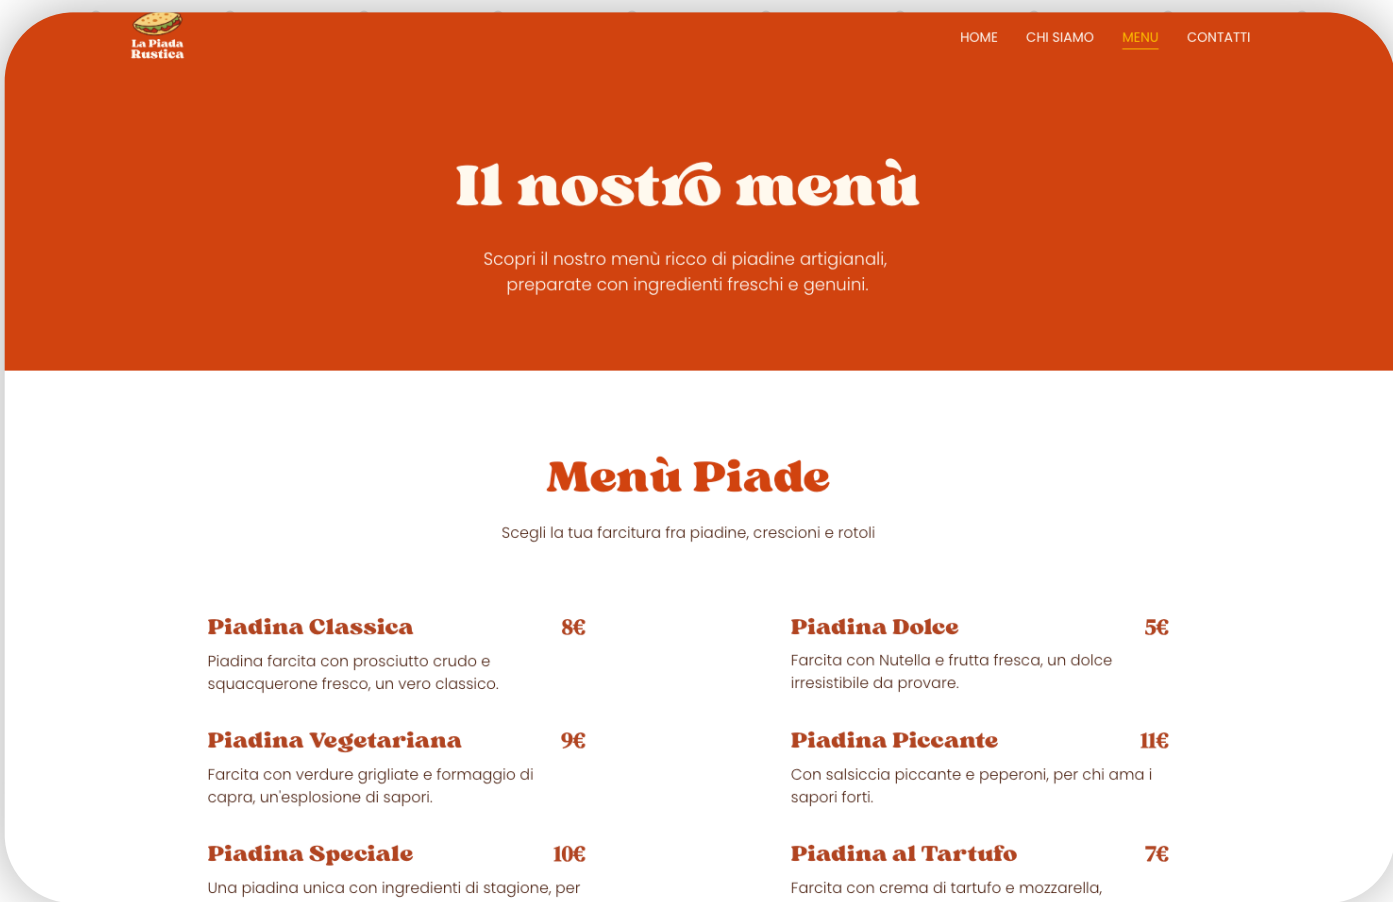 La Piada
Rustica
HOME
CHI SIAMO
MENU
CONTATTI
Il nostro menù
Scopri il nostro menù ricco di piadine artigianali,
preparate con ingredienti freschi e genuini.
Menù Piade
Scegli la tua farcitura fra piadine, crescioni e rotoli
Piadina Classica 8€
Piadina farcita con prosciutto crudo e
squacquerone fresco, un vero classico.
Piadina Vegetariana 9€
Farcita con verdure grigliate e formaggio di
capra, un'esplosione di sapori.
Piadina Speciale 10€
Una piadina unica con ingredienti di stagione, per
Piadina Dolce 5€
Farcita con Nutella e frutta fresca, un dolce
irresistibile da provare.
Piadina Piccante 11€
Con salsiccia piccante e peperoni, per chi ama i
sapori forti.
Piadina al Tartufo 7€
Farcita con crema di tartufo e mozzarella,